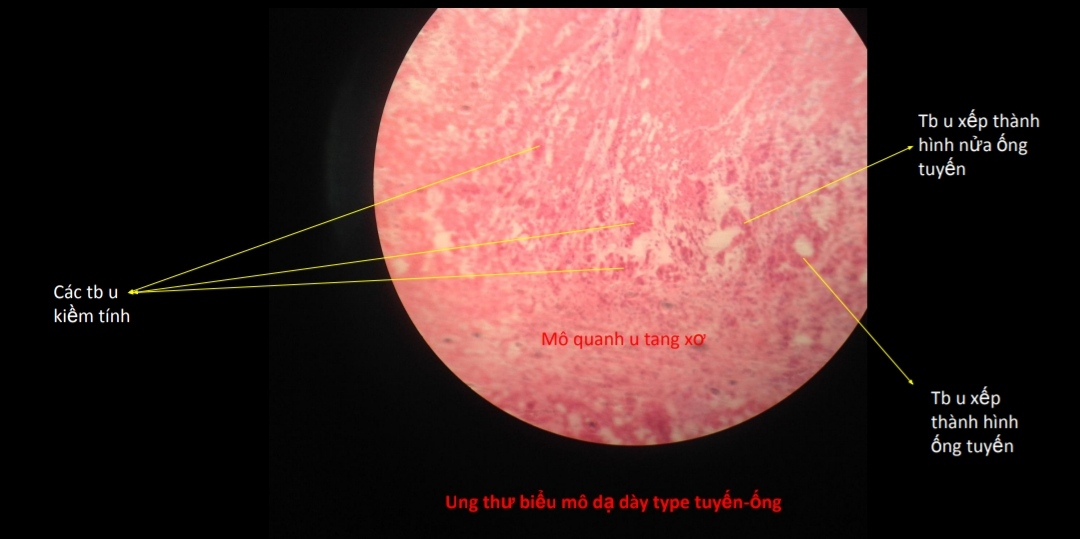 Tb u xếp thành
hình nửa ống
tuyến
Các tb u
kiềm tính
Mô quanh u tang xơ
Tb u xếp
thành hình
ống tuyến
Ung thư biểu mô dạ dày type tuyến-ống